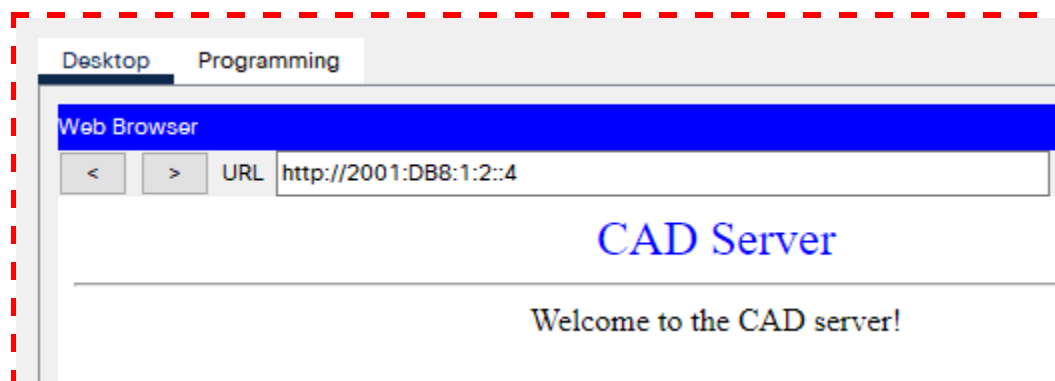 Desktop Programming
Web Browser
< > URL http://2001:DB8:1:2::4
CAD Server
Welcome to the CAD server!